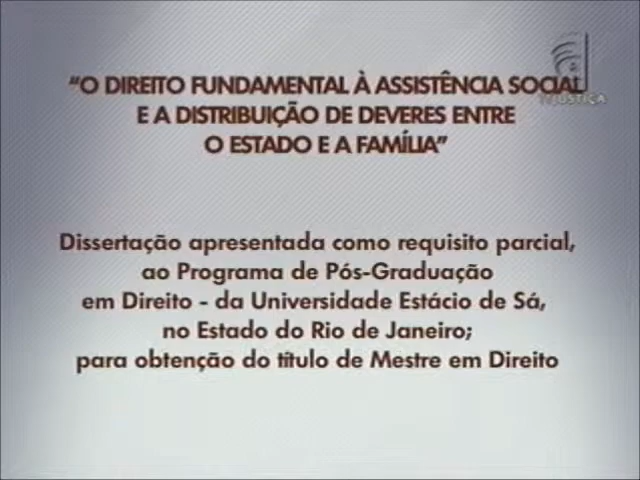 “O DIREITO FUNDAMENTAL À ASSISTÊNCIA SOCIAL
E A DISTRIBUIÇÃO DE DEVERES ENTRE
O ESTADO E A FAMÍLIA”
TV JUSTIÇA
Dissertação apresentada como requisito parcial,
ao Programa de Pós-Graduação
em Direito - da Universidade Estácio de Sá,
no Estado do Rio de Janeiro;
para obtenção do título de Mestre em Direito